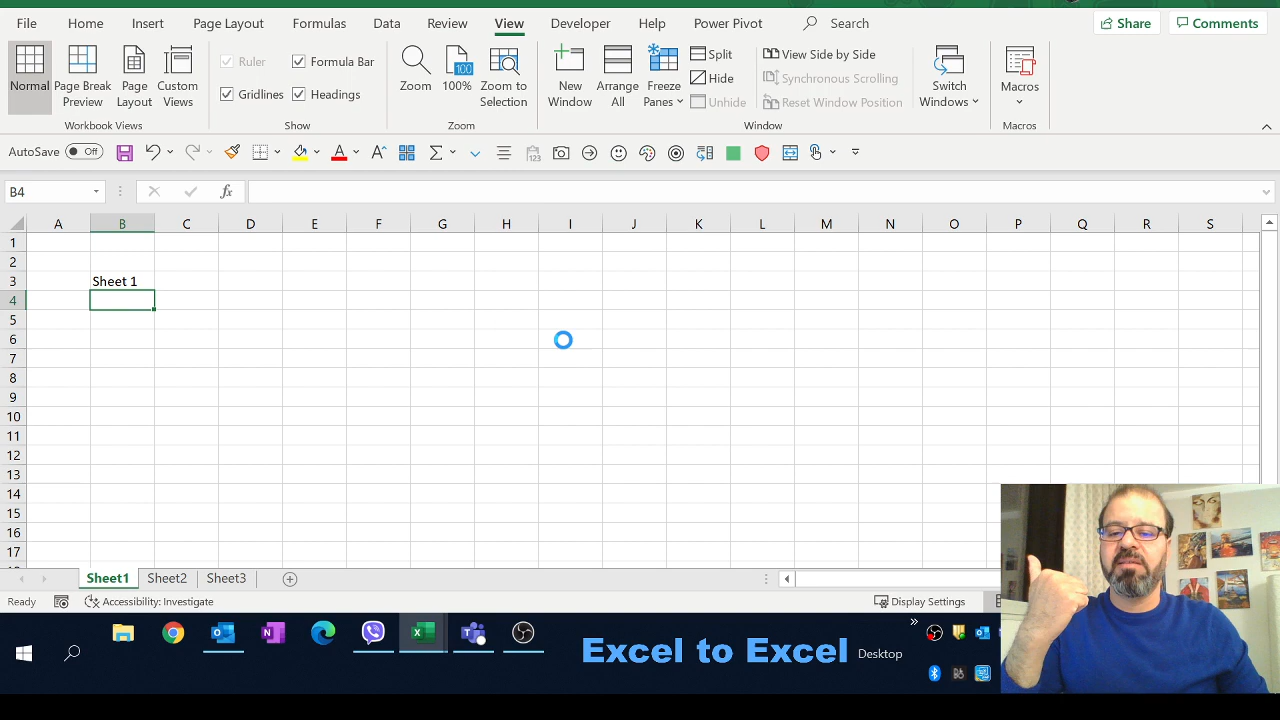 File Home Insert Page Layout Formulas Data Review View Developer Help Power Pivot Search Share Comments
Normal Page Break Preview Page Layout Custom Views
Ruler Formula Bar
Gridlines Headings
Zoom 100% Zoom to Selection
New Window Arrange All Freeze Panes
Split
Hide
Unhide
View Side by Side
Synchronous Scrolling
Reset Window Position
Switch Windows
Macros
Workbook Views Show Zoom Window Macros
AutoSave Off
B4 fx
A B C D E F G H I J K L M N O P Q R S
1
2
3 Sheet 1
4
5
6
7
8
9
10
11
12
13
14
15
16
17
Sheet1 Sheet2 Sheet3
Ready Accessibility: Investigate Display Settings
Excel to Excel Desktop